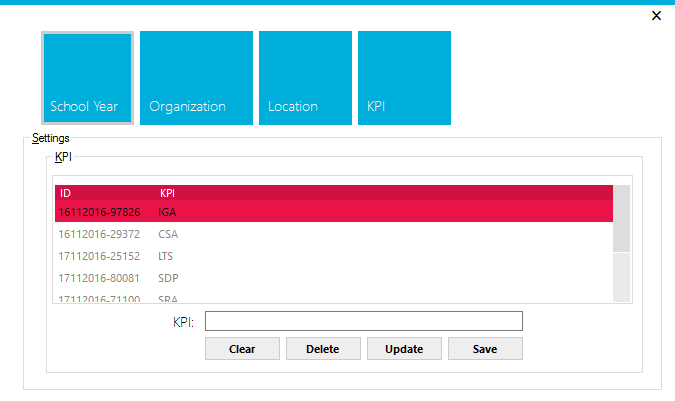 School Year Organization Location KPI
Settings
KPI
ID KPI
16112016-97826 IGA
16112016-29372 CSA
17112016-25152 LTS
17112016-80081 SDP
17112016-71100 SRA
KPI:
Clear Delete Update Save